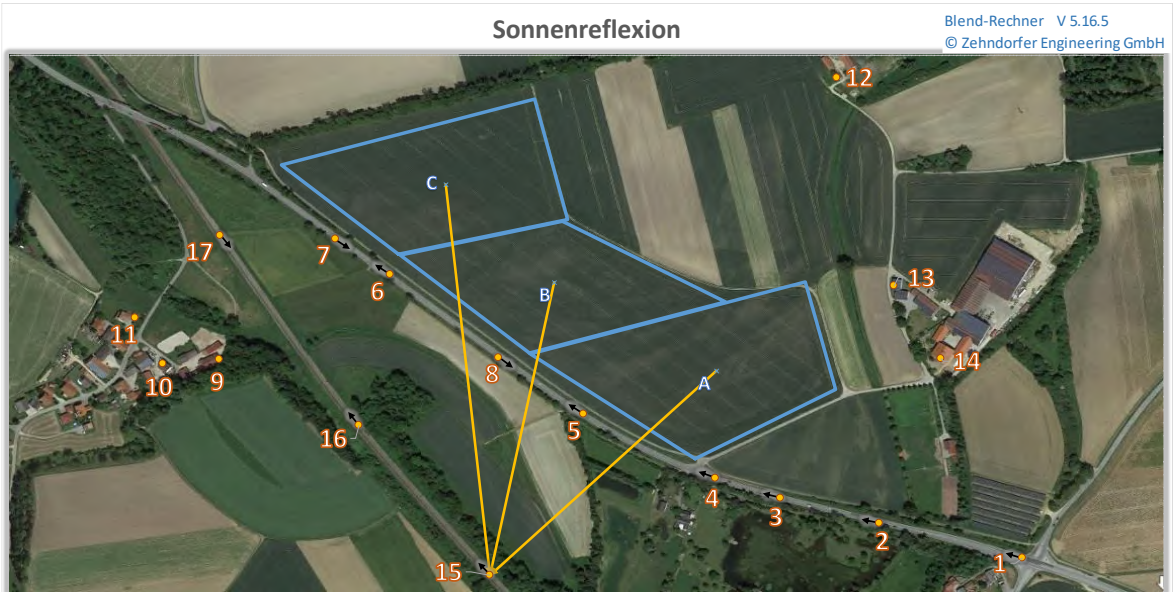 Sonnenreflexion
Blend-Rechner V 5.16.5
© Zehndorfer Engineering GmbH
12
C
17
7
13
6
B
11
14
8
10
9
A
5
16
4
3
2
15
1